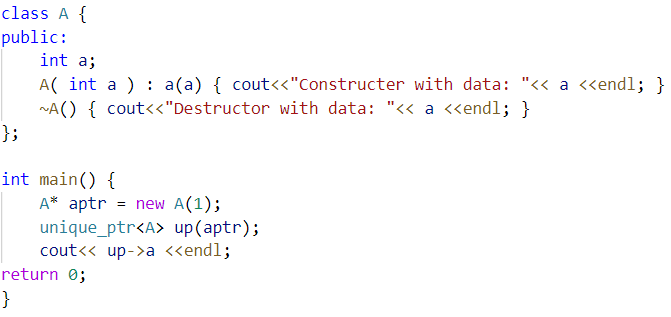 class A {
public:
    int a;
    A( int a ) : a(a) { cout<<"Constructer with data: "<< a <<endl; }
    ~A() { cout<<"Destructor with data: "<< a <<endl; }
};

int main() {
    A* aptr = new A(1);
    unique_ptr<A> up(aptr);
    cout<< up->a <<endl;
return 0;
}